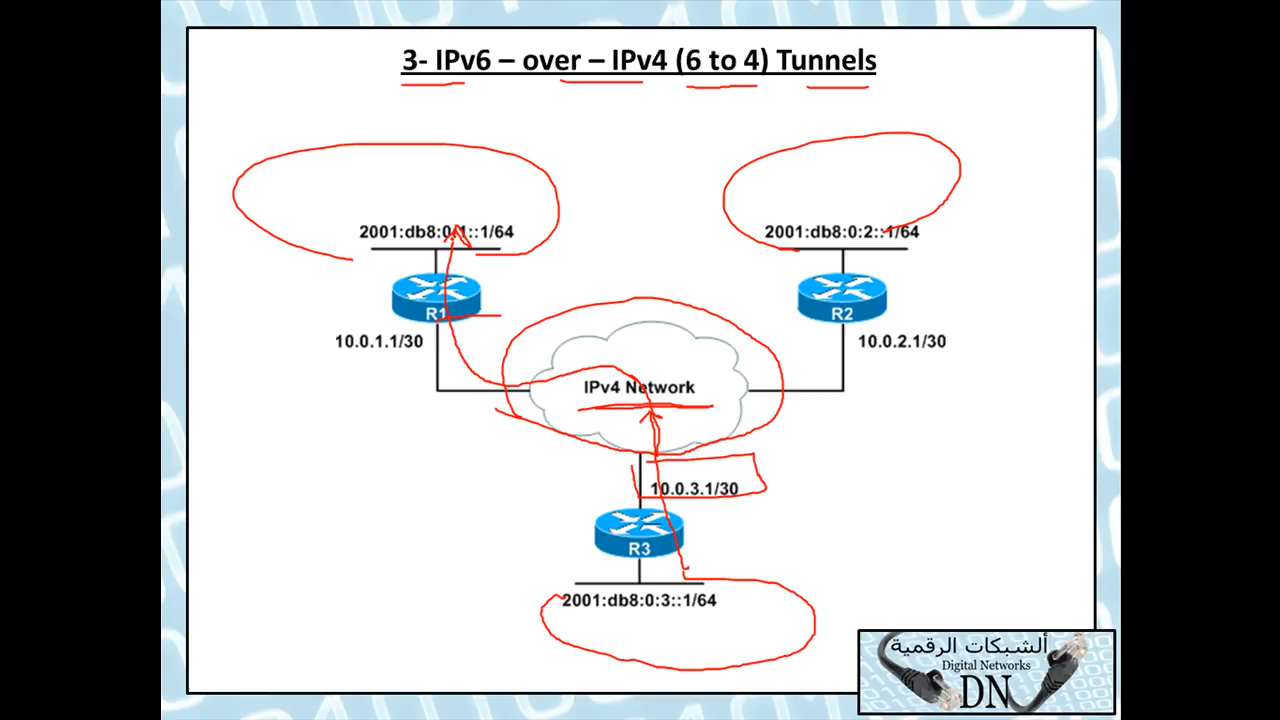 3- IPv6 – over – IPv4 (6 to 4) Tunnels
2001:db8:0:1::1/64
2001:db8:0:2::1/64
R1
R2
10.0.1.1/30
10.0.2.1/30
IPv4 Network
10.0.3.1/30
R3
2001:db8:0:3::1/64
ألشبكات الرقمية
Digital Networks
DN